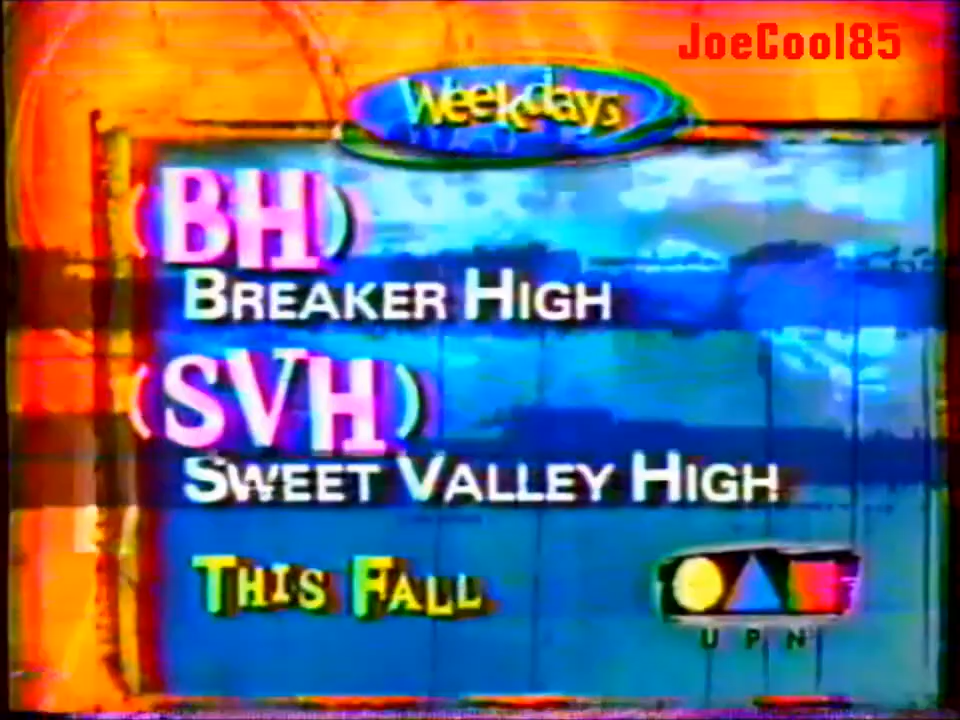 JoeCool85
Weekdays
(BH)
BREAKER HIGH
(SVH)
SWEET VALLEY HIGH
THIS FALL
UPN